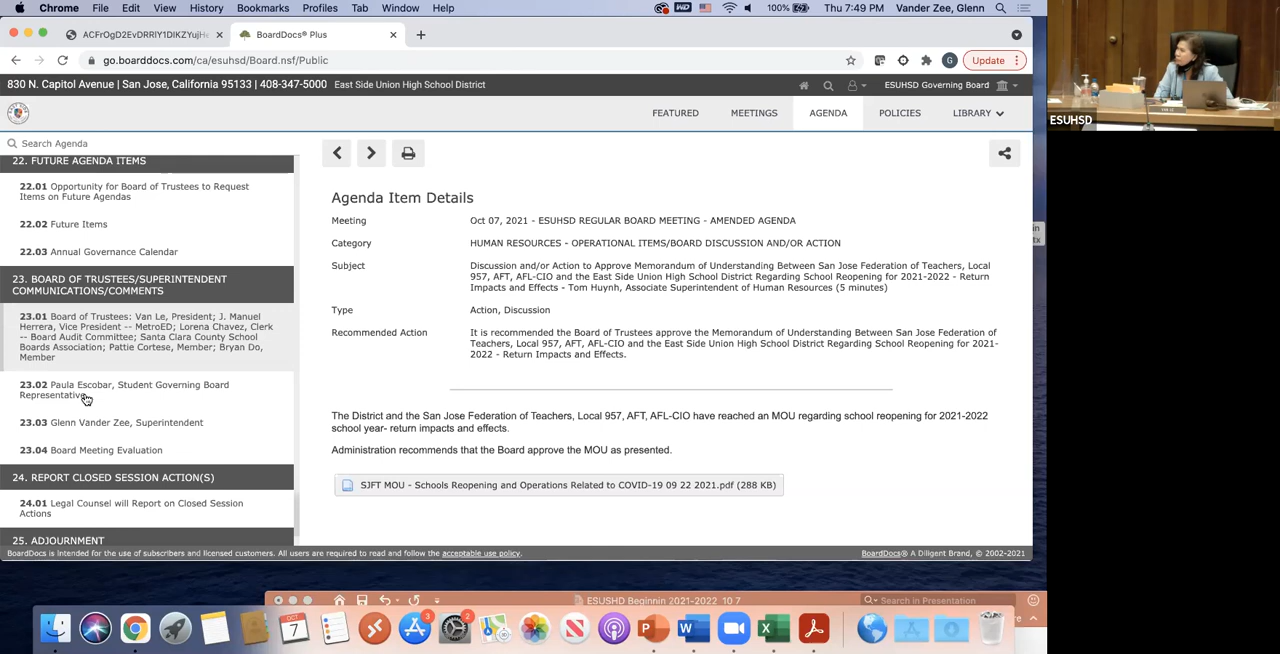 Chrome File Edit View History Bookmarks Profiles Tab Window Help 100% Thu 7:49 PM Vander Zee, Glenn
ACFrOgD2EvDRRlY1DlKZYujHe BoardDocs® Plus
go.boarddocs.com/ca/esuhsd/Board.nsf/Public G Update
830 N. Capitol Avenue | San Jose, California 95133 | 408-347-5000 East Side Union High School District ESUHSD Governing Board
FEATURED MEETINGS AGENDA POLICIES LIBRARY
Search Agenda
22. FUTURE AGENDA ITEMS
22.01 Opportunity for Board of Trustees to Request
Items on Future Agendas
22.02 Future Items
22.03 Annual Governance Calendar
23. BOARD OF TRUSTEES/SUPERINTENDENT
COMMUNICATIONS/COMMENTS
23.01 Board of Trustees: Van Le, President; J. Manuel
Herrera, Vice President -- MetroED; Lorena Chavez, Clerk
-- Board Audit Committee; Santa Clara County School
Boards Association; Pattie Cortese, Member; Bryan Do,
Member
23.02 Paula Escobar, Student Governing Board
Representative
23.03 Glenn Vander Zee, Superintendent
23.04 Board Meeting Evaluation
24. REPORT CLOSED SESSION ACTION(S)
24.01 Legal Counsel will Report on Closed Session
Actions
25. ADJOURNMENT
Agenda Item Details
Meeting Oct 07, 2021 - ESUHSD REGULAR BOARD MEETING - AMENDED AGENDA
Category HUMAN RESOURCES - OPERATIONAL ITEMS/BOARD DISCUSSION AND/OR ACTION
Subject Discussion and/or Action to Approve Memorandum of Understanding Between San Jose Federation of Teachers, Local
957, AFT, AFL-CIO and the East Side Union High School District Regarding School Reopening for 2021-2022 - Return
Impacts and Effects - Tom Huynh, Associate Superintendent of Human Resources (5 minutes)
Type Action, Discussion
Recommended Action It is recommended the Board of Trustees approve the Memorandum of Understanding Between San Jose Federation of
Teachers, Local 957, AFT, AFL-CIO and the East Side Union High School District Regarding School Reopening for 2021-
2022 - Return Impacts and Effects.
The District and the San Jose Federation of Teachers, Local 957, AFT, AFL-CIO have reached an MOU regarding school reopening for 2021-2022
school year- return impacts and effects.
Administration recommends that the Board approve the MOU as presented.
SJFT MOU - Schools Reopening and Operations Related to COVID-19 09 22 2021.pdf (288 KB)
BoardDocs is intended for the use of subscribers and licensed customers. All users are required to read and follow the acceptable use policy. BoardDocs® A Diligent Brand, © 2002-2021
ESUSHD Beginnin 2021-2022 10 7 Search in Presentation
OCT 7 3 2
ESUHSD